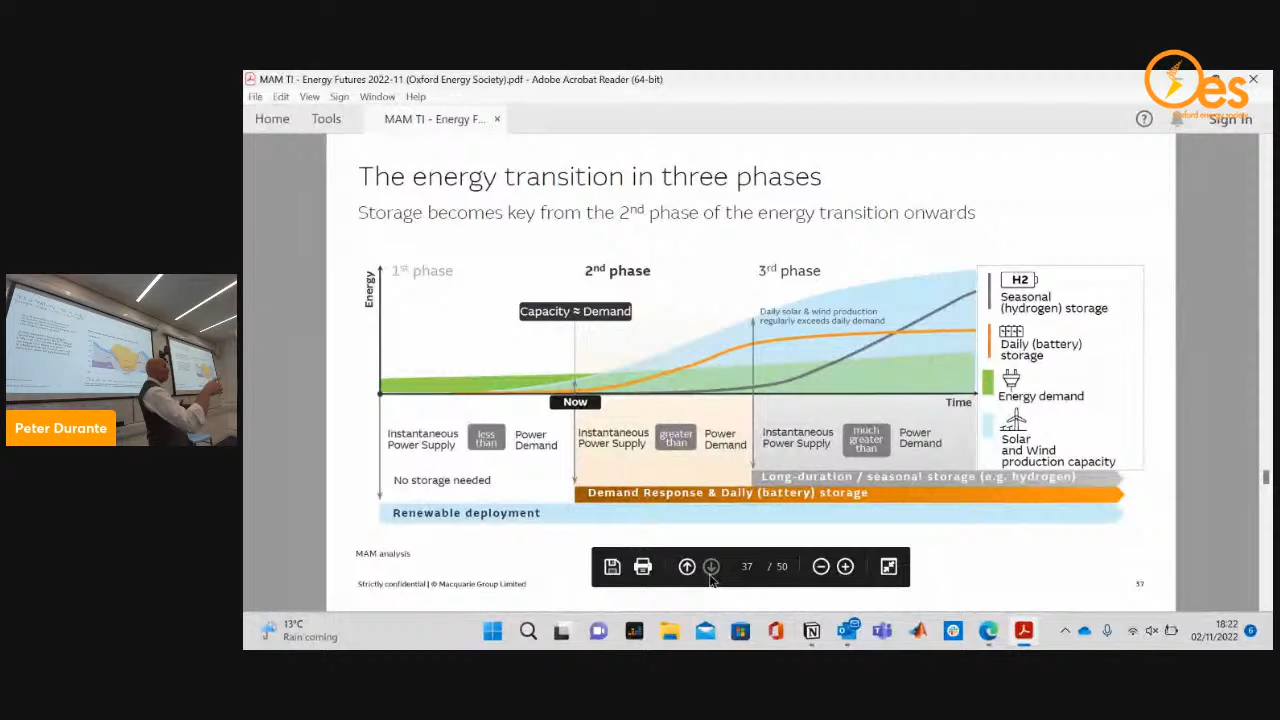 MAM TI - Energy Futures 2022-11 (Oxford Energy Society).pdf - Adobe Acrobat Reader (64-bit)
File Edit View Sign Window Help
Home Tools MAM TI - Energy F... × Sign In
es
Oxford energy society
The energy transition in three phases
Storage becomes key from the 2nd phase of the energy transition onwards
Energy
1st phase
2nd phase
3rd phase
Capacity ≈ Demand
Daily solar & wind production
regularly exceeds daily demand
H2
Seasonal
(hydrogen) storage
Daily (battery)
storage
Energy demand
Solar
and Wind
production capacity
Now
Time
Instantaneous
Power Supply
less
than
Power
Demand
Instantaneous
Power Supply
greater
than
Power
Demand
Instantaneous
Power Supply
much
greater
than
Power
Demand
No storage needed
Long-duration / seasonal storage (e.g. hydrogen)
Demand Response & Daily (battery) storage
Renewable deployment
MAM analysis
Strictly confidential | © Macquarie Group Limited
37
37 / 50
Peter Durante
13°C
Rain coming
18:22
02/11/2022
6